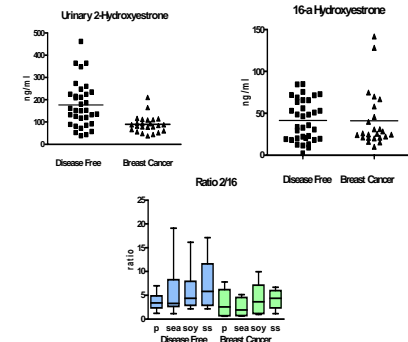 Urinary 2-Hydroxyestrone
500
400
300
200
100
0
ng/ml
Disease Free Breast Cancer
16-a Hydroxyestrone
150
100
50
0
ng/ml
Disease Free Breast Cancer
Ratio 2/16
25
20
15
10
5
0
ratio
p sea soy ss p sea soy ss
Disease Free Breast Cancer